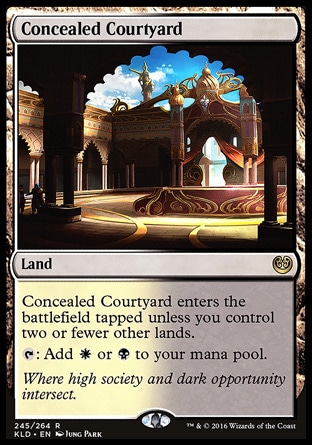 Concealed Courtyard
Land
Concealed Courtyard enters the
battlefield tapped unless you control
two or fewer other lands.
: Add or to your mana pool.
Where high society and dark opportunity
intersect.
245/264 R
KLD • EN Jung Park
™ & © 2016 Wizards of the Coast